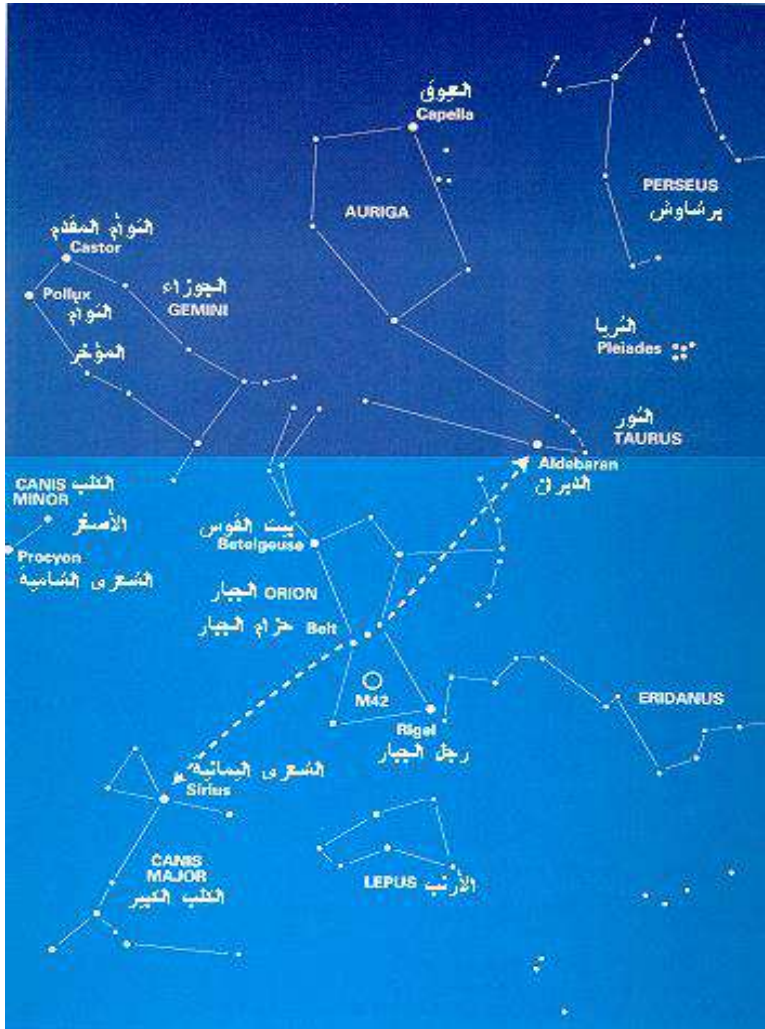 العيوق
Capella
AURIGA
PERSEUS
برشاوش
التوأم المقدم
Castor
Pollux
التوأم
المؤخر
الجوزاء
GEMINI
الثريا
Pleiades
الثور
TAURUS
Aldebaran
الدبران
CANIS الكلب
MINOR
الأصغر
Procyon
الشعرى الشامية
بيت القوس
Betelgeuse
الجبار ORION
حزام الجبار Belt
M42
Rigel
رجل الجبار
ERIDANUS
الشعرى اليمانية
Sirius
CANIS
MAJOR
الكلب الكبير
LEPUS الأرنب